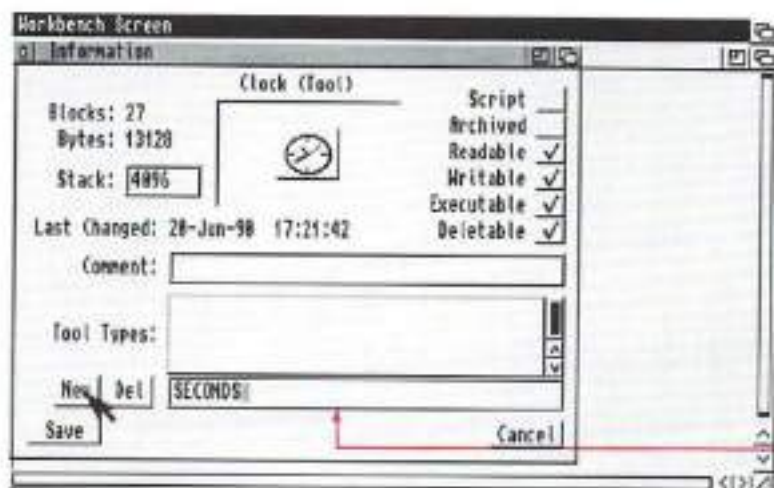 Workbench Screen
Information
Clock (Tool)
Blocks: 27
Bytes: 13128
Stack: 4096
Script
Archived
Readable
Writable
Executable
Deletable
Last Changed: 20-Jun-90 17:21:42
Comment:
Tool Types:
New Del SECONDS
Save Cancel